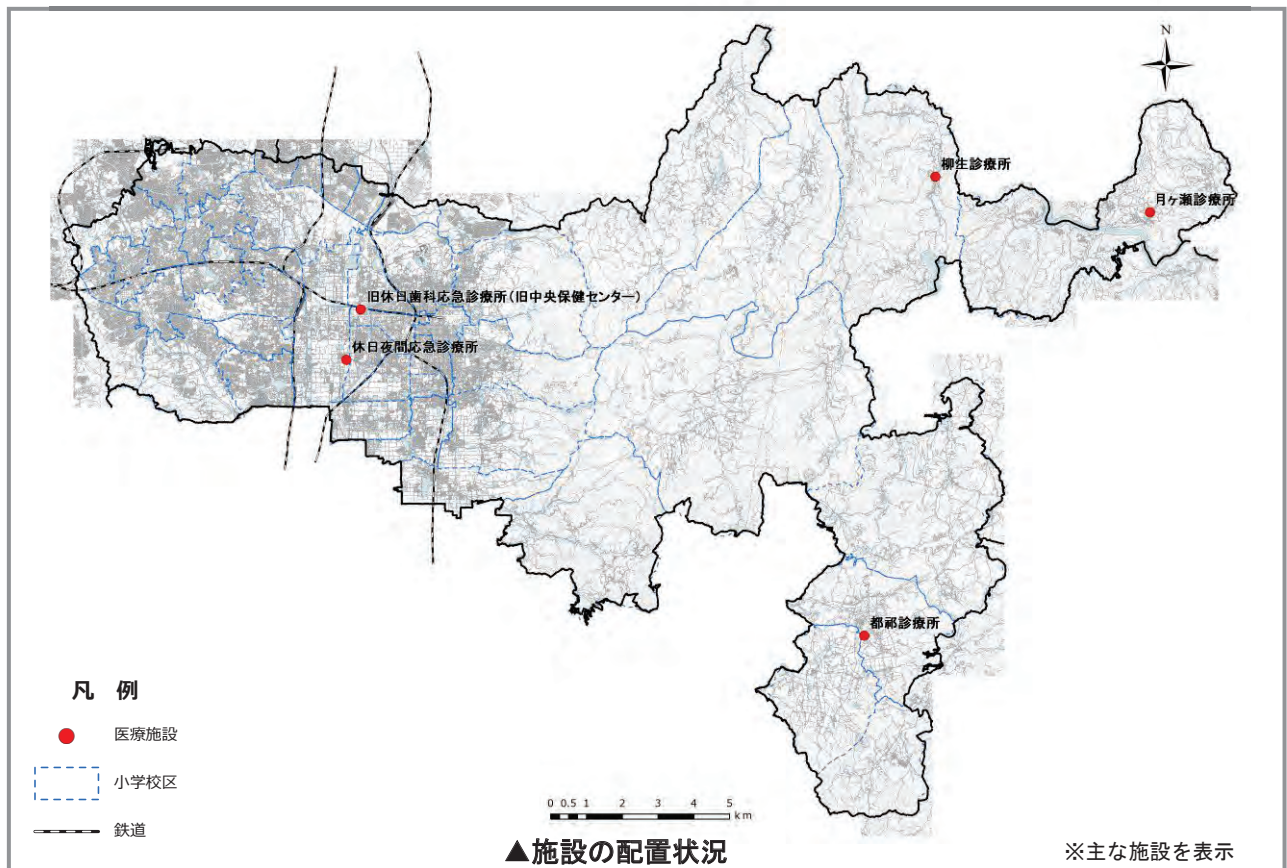 N
柳生診療所
月ヶ瀬診療所
旧休日歯科応急診療所(旧中央保健センター)
休日夜間応急診療所
都祁診療所
凡 例
医療施設
小学校区
鉄道
0 0.5 1 2 3 4 5
km
▲施設の配置状況
※主な施設を表示